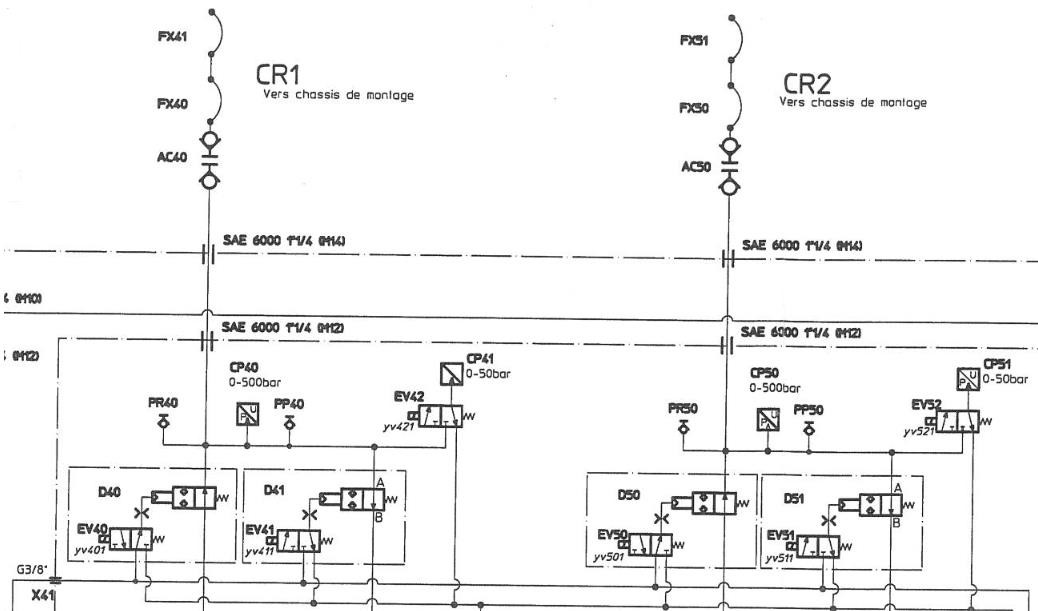 FX41
CR1
Vers chassis de montage
FX40
AC40
FX51
CR2
Vers chassis de montage
FX50
AC50
SAE 6000 1"1/4 (M14)
SAE 6000 1"1/4 (M14)
4 (M10)
SAE 6000 1"1/4 (M12)
SAE 6000 1"1/4 (M12)
(M12)
CP40
0-500bar
CP41
0-50bar
PR40
U
P
PP40
EV42
yv421
CP50
0-500bar
CP51
0-50bar
U
P
PR50
U
P
PP50
EV52
yv521
D40
D41
A
B
EV40
yv401
EV41
yv411
D50
D51
A
B
EV50
yv501
EV51
yv511
G3/8"
X41